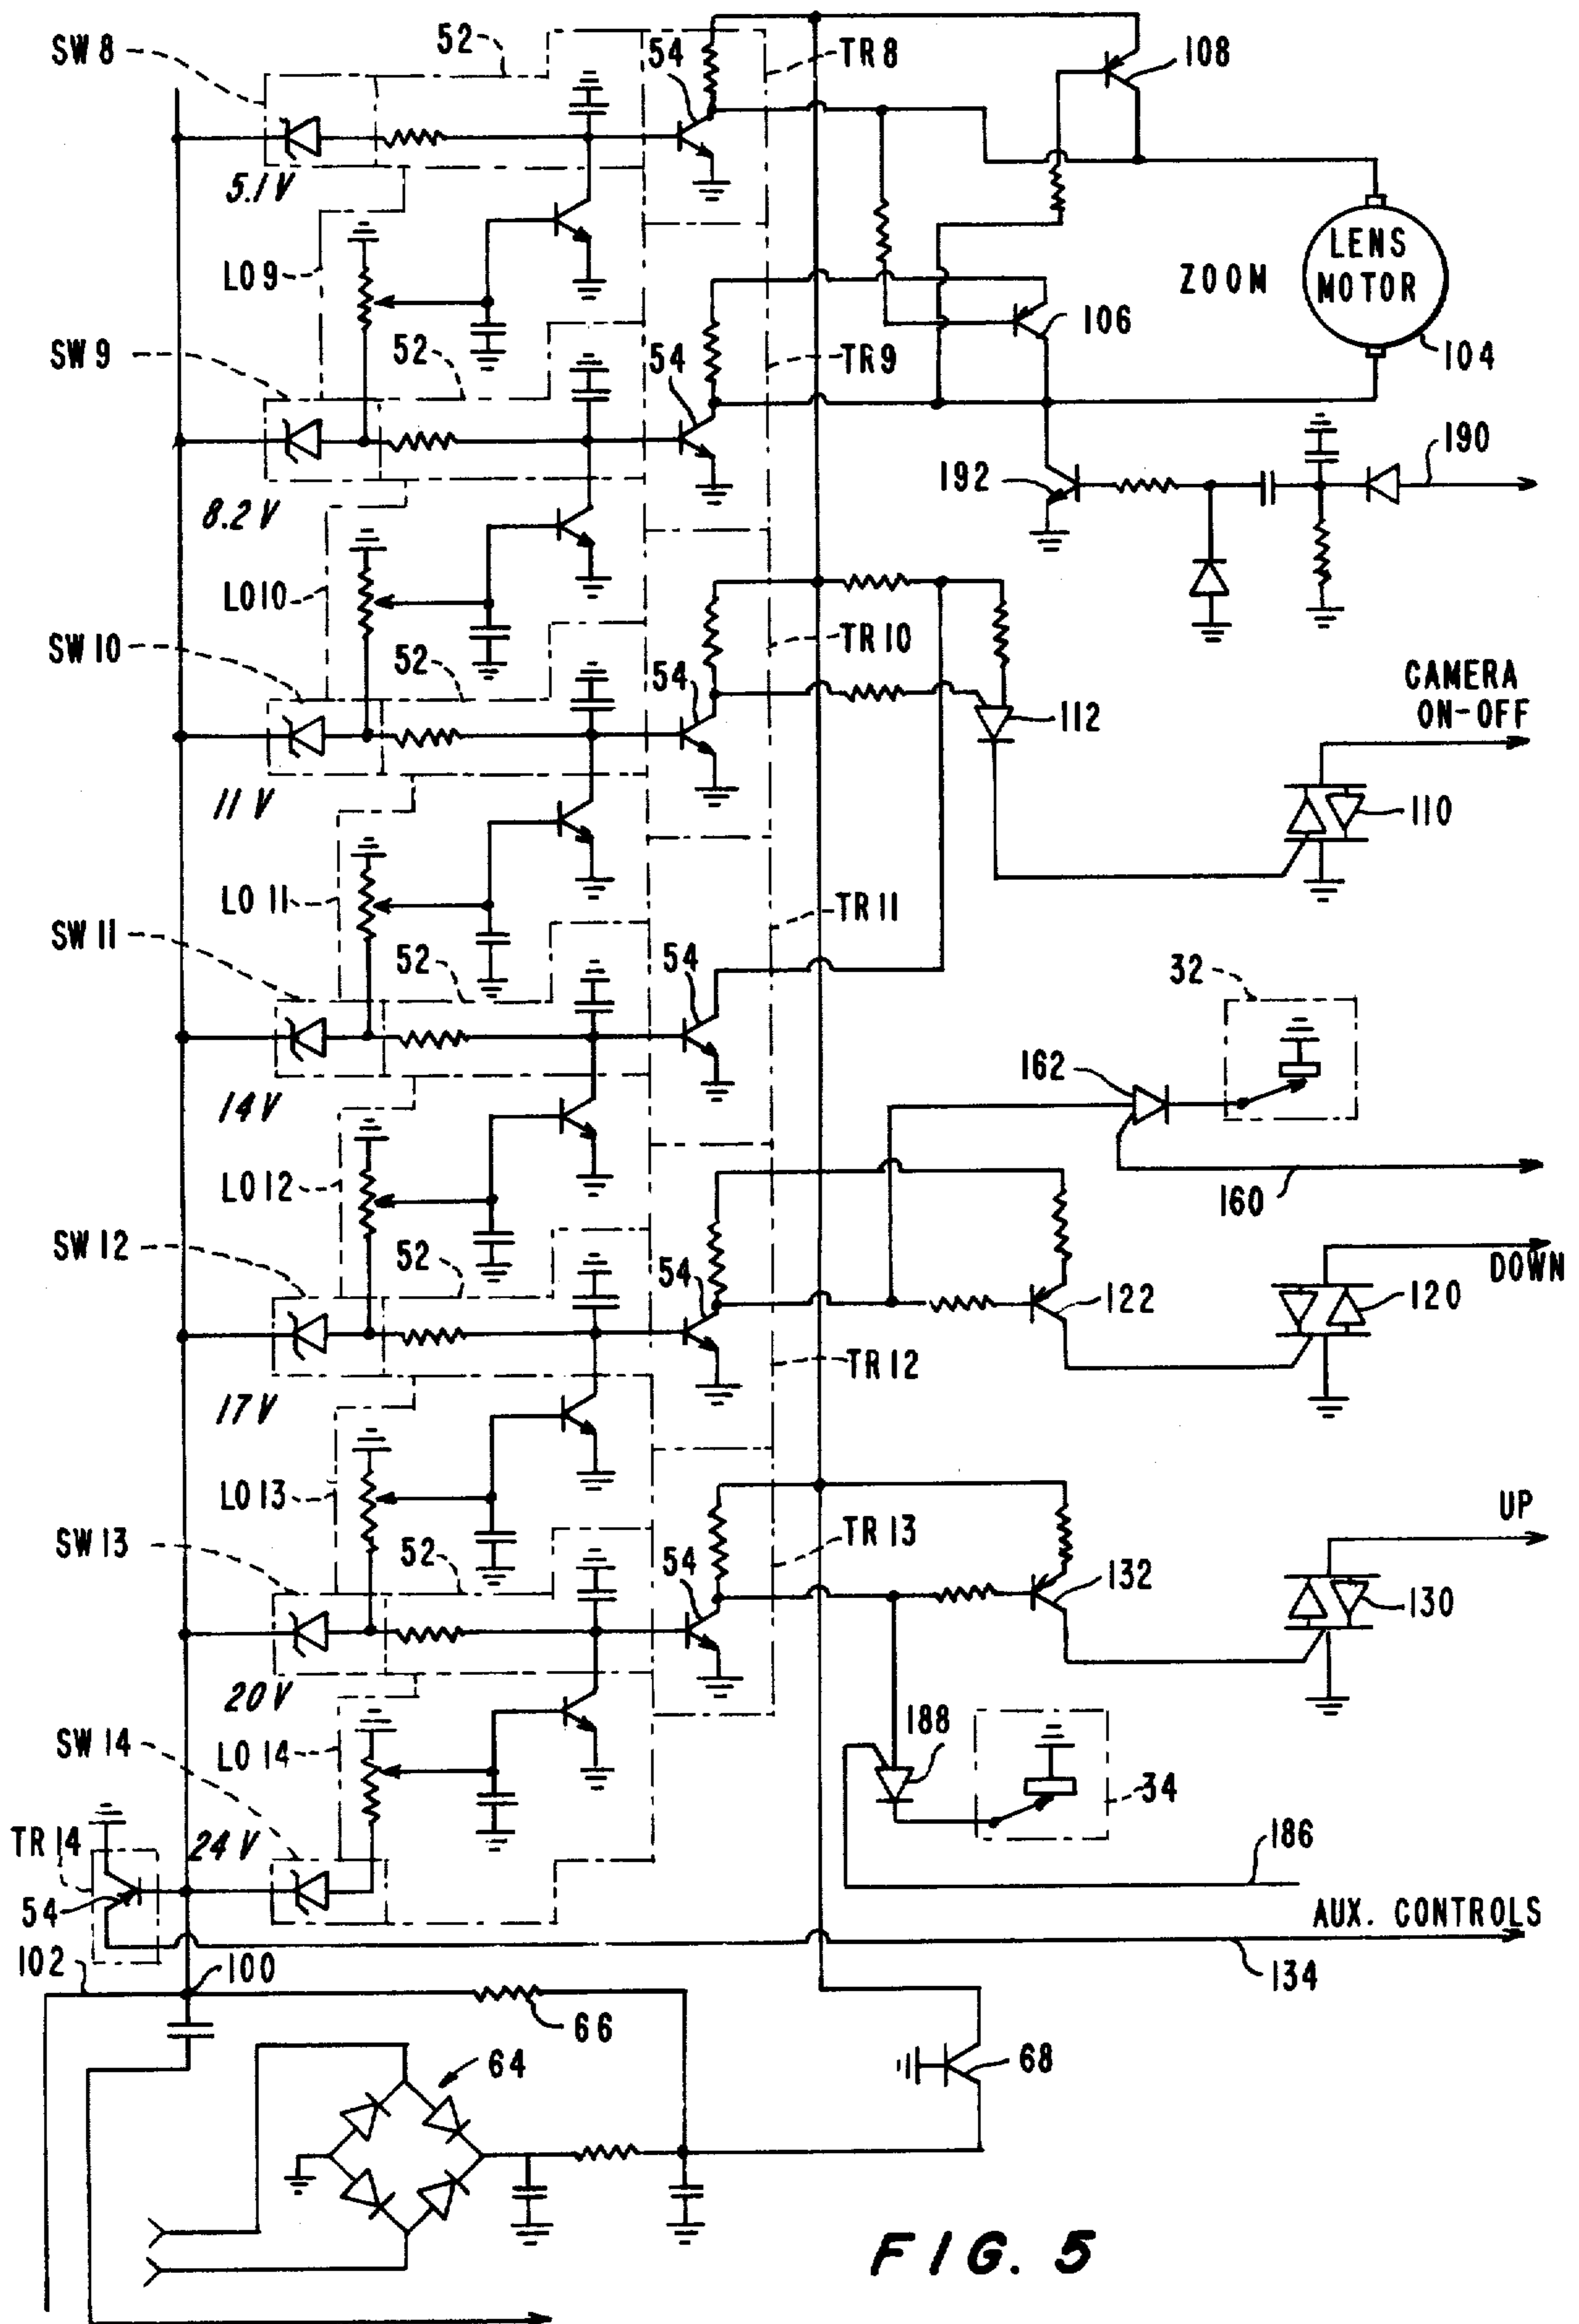 SW 8
52
54
TR 8
108
5.1 V
LO 9
LENS
MOTOR
ZOOM
106
104
SW 9
52
54
TR 9
8.2 V
192
190
LO 10
SW 10
52
54
TR 10
112
CAMERA
ON-OFF
110
11 V
LO 11
SW 11
52
54
TR 11
32
162
14 V
LO 12
160
SW 12
52
54
122
120
DOWN
TR 12
17 V
LO 13
UP
SW 13
52
54
TR 13
132
130
20 V
188
SW 14
LO 14
34
TR 14
24 V
186
54
AUX. CONTROLS
102
100
134
66
64
68
FIG. 5